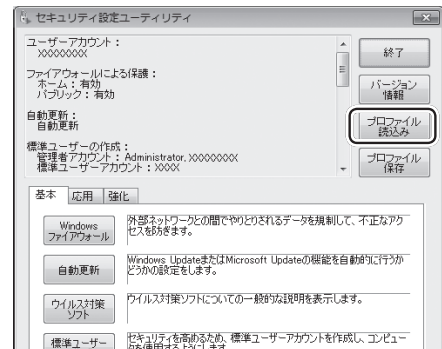 セキュリティ設定ユーティリティ
ユーザーアカウント：
XXXXXXXX
ファイアウォールによる保護：
ホーム：有効
パブリック：有効
自動更新：
自動更新
標準ユーザーの作成：
管理者アカウント：Administrator, XXXXXXXX
標準ユーザーアカウント：XXXX
終了
バージョン
情報
プロファイル
読込み
プロファイル
保存
基本
応用
強化
Windows
ファイアウォール
外部ネットワークとの間でやりとりされるデータを規制して、不正なアク
セスを防ぎます。
自動更新
Windows UpdateまたはMicrosoft Updateの機能を自動的に行うか
どうかの設定をします。
ウイルス対策
ソフト
ウイルス対策ソフトについての一般的な説明を表示します。
標準ユーザー
セキュリティを高めるため、標準ユーザーアカウントを作成し、コンピュー
タを使用するようにします。